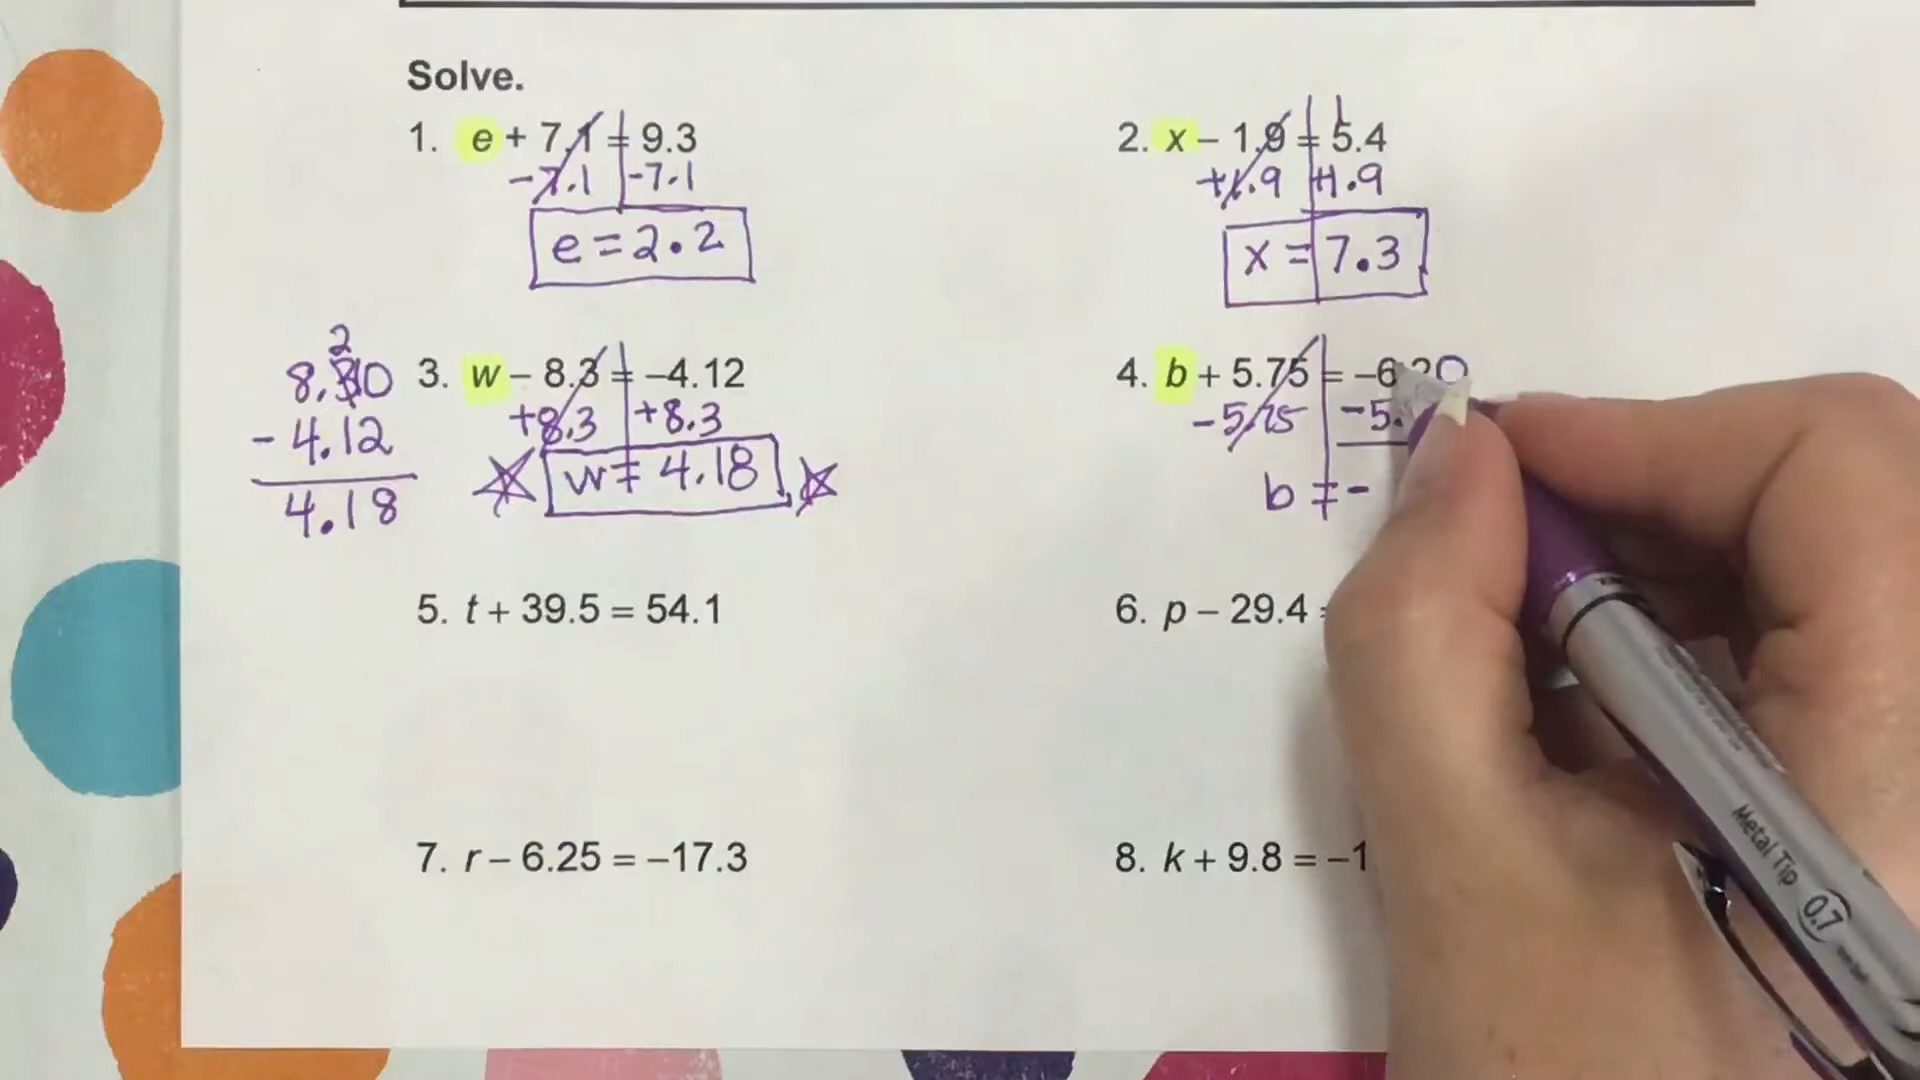 Solve.
1. e + 7.1 = 9.3
-7.1 -7.1
e = 2.2
2. x – 1.9 = 5.4
+1.9 +1.9
x = 7.3
2
8.30
- 4.12
4.18
3. w – 8.3 = –4.12
+8.3 +8.3
w = 4.18
4. b + 5.75 = –6.20
-5.75 -5.
b = -
5. t + 39.5 = 54.1
6. p – 29.4 =
7. r – 6.25 = –17.3
8. k + 9.8 = –1
Metal Tip 0.7